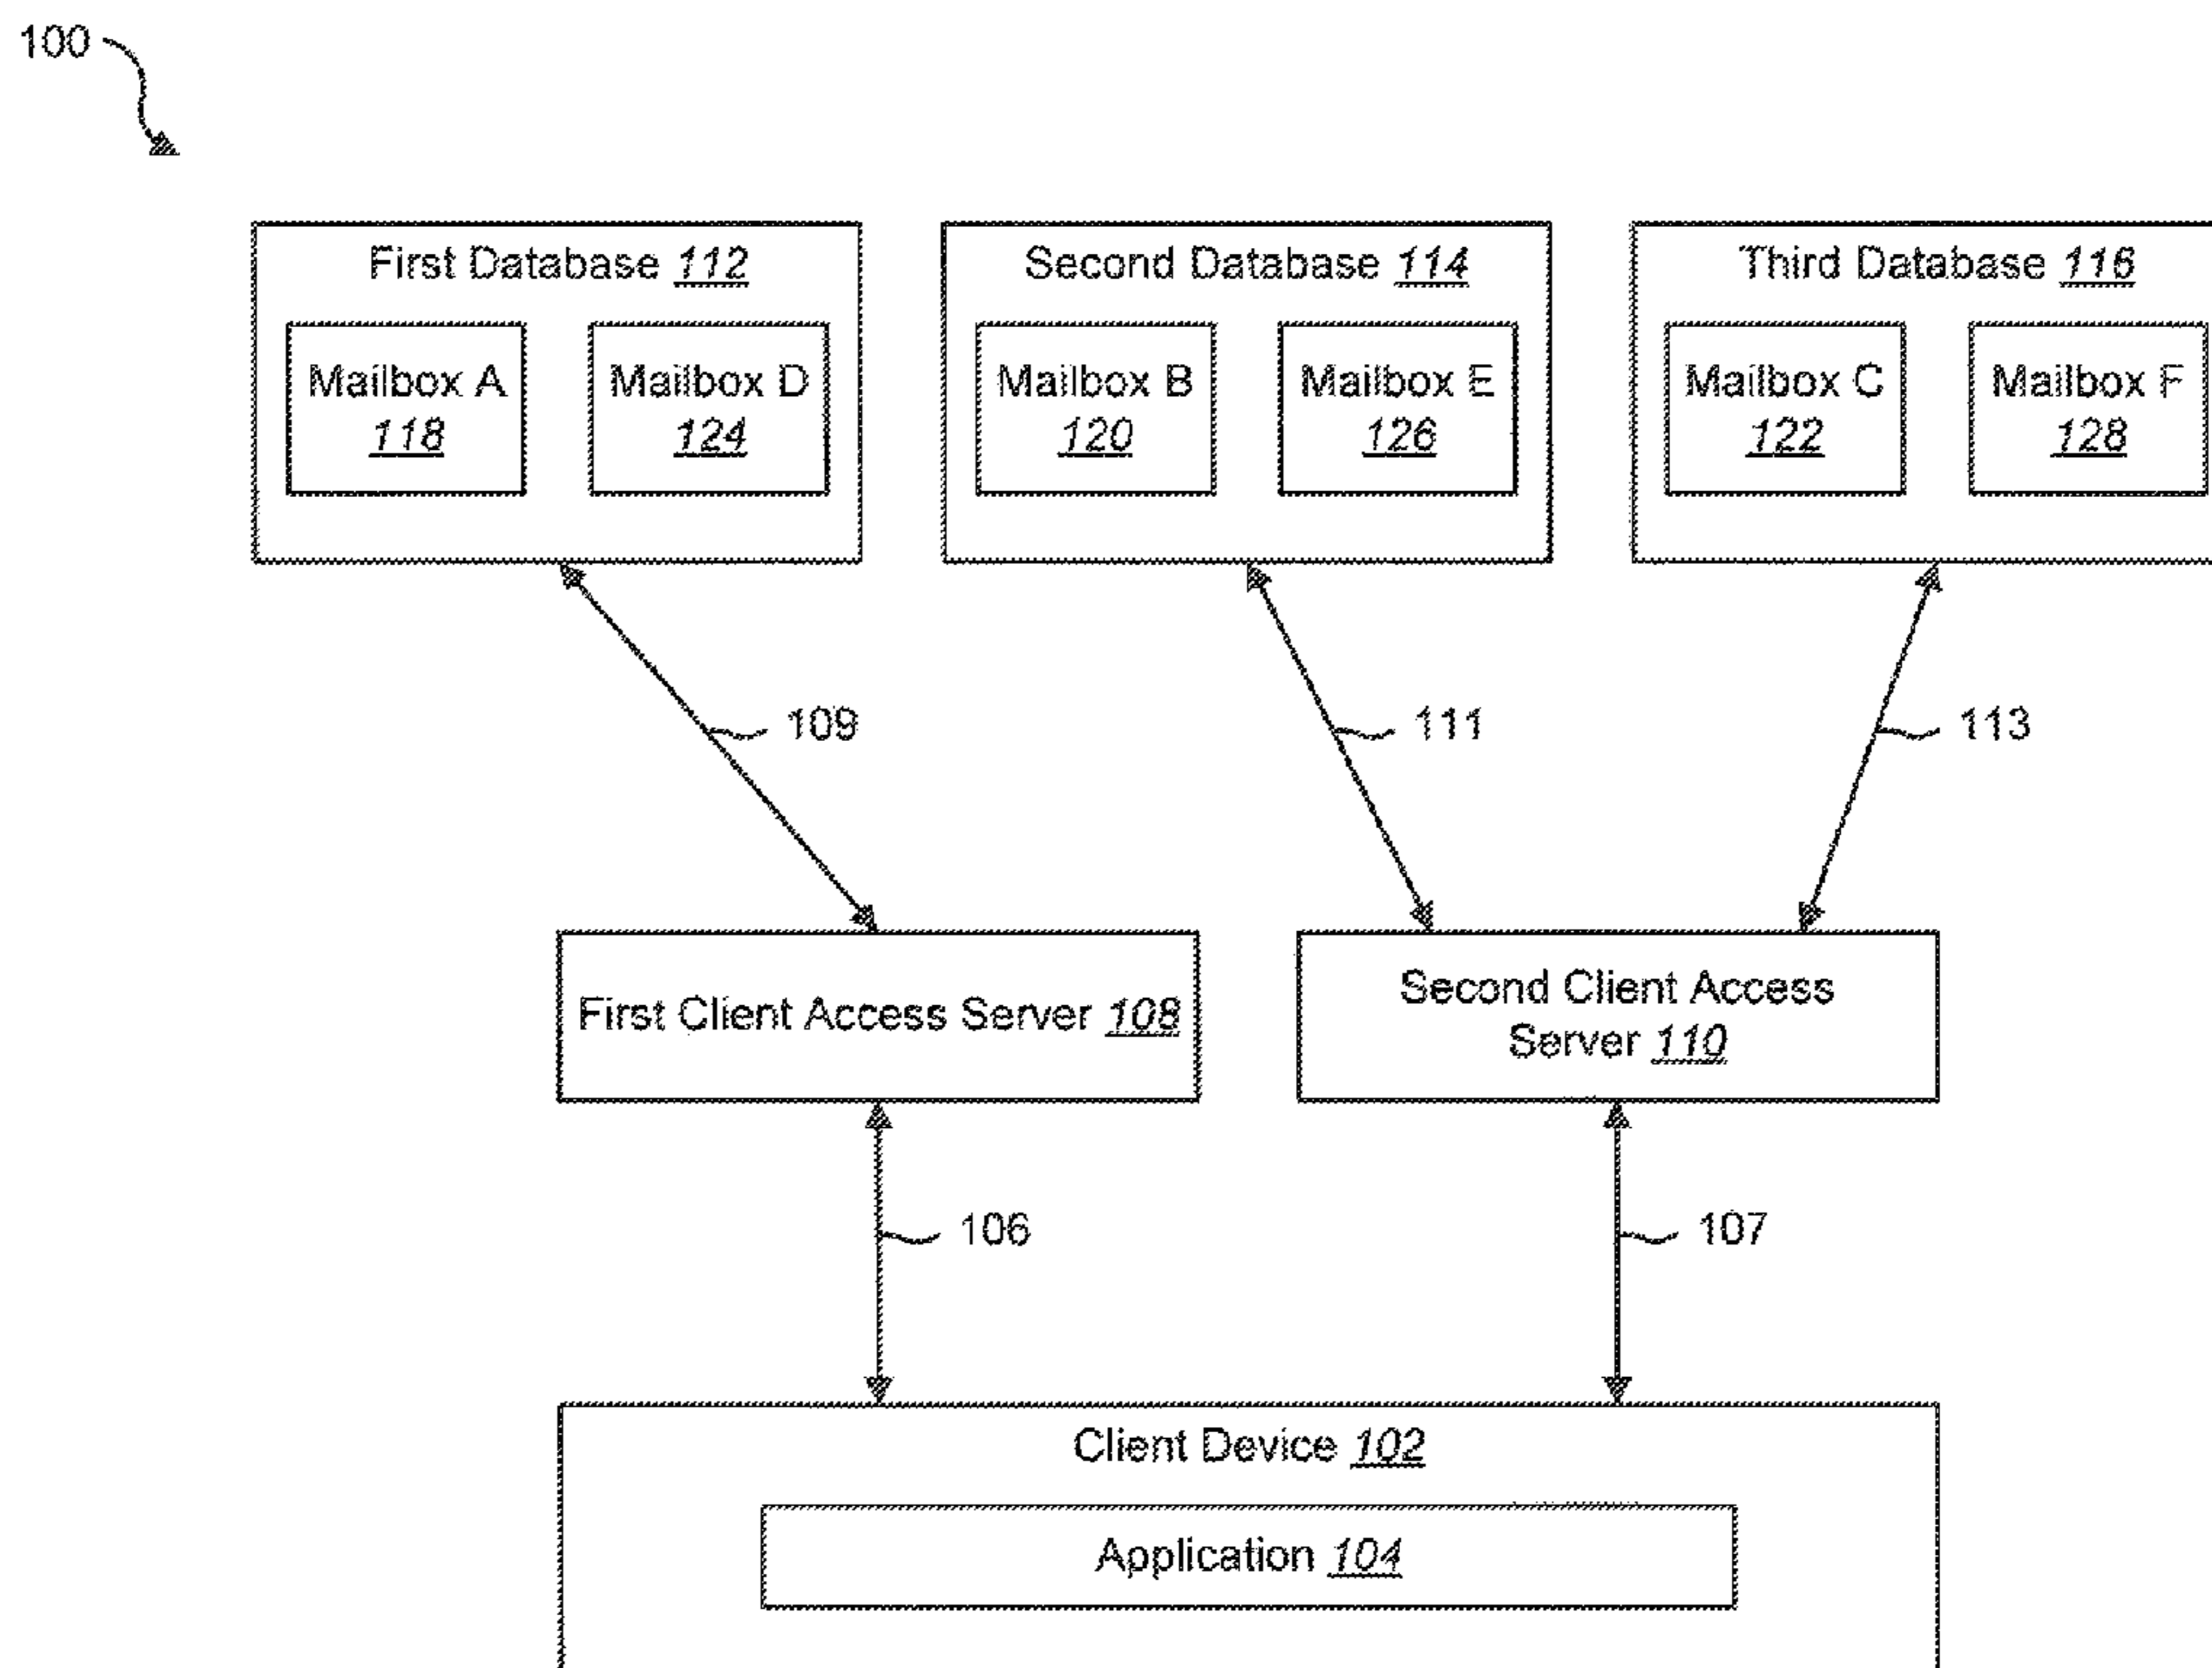 100
First Database 112
Second Database 114
Third Database 116
Mailbox A
118
Mailbox D
124
Mailbox B
120
Mailbox E
126
Mailbox C
122
Mailbox F
128
109
111
113
First Client Access Server 108
Second Client Access
Server 110
106
107
Client Device 102
Application 104